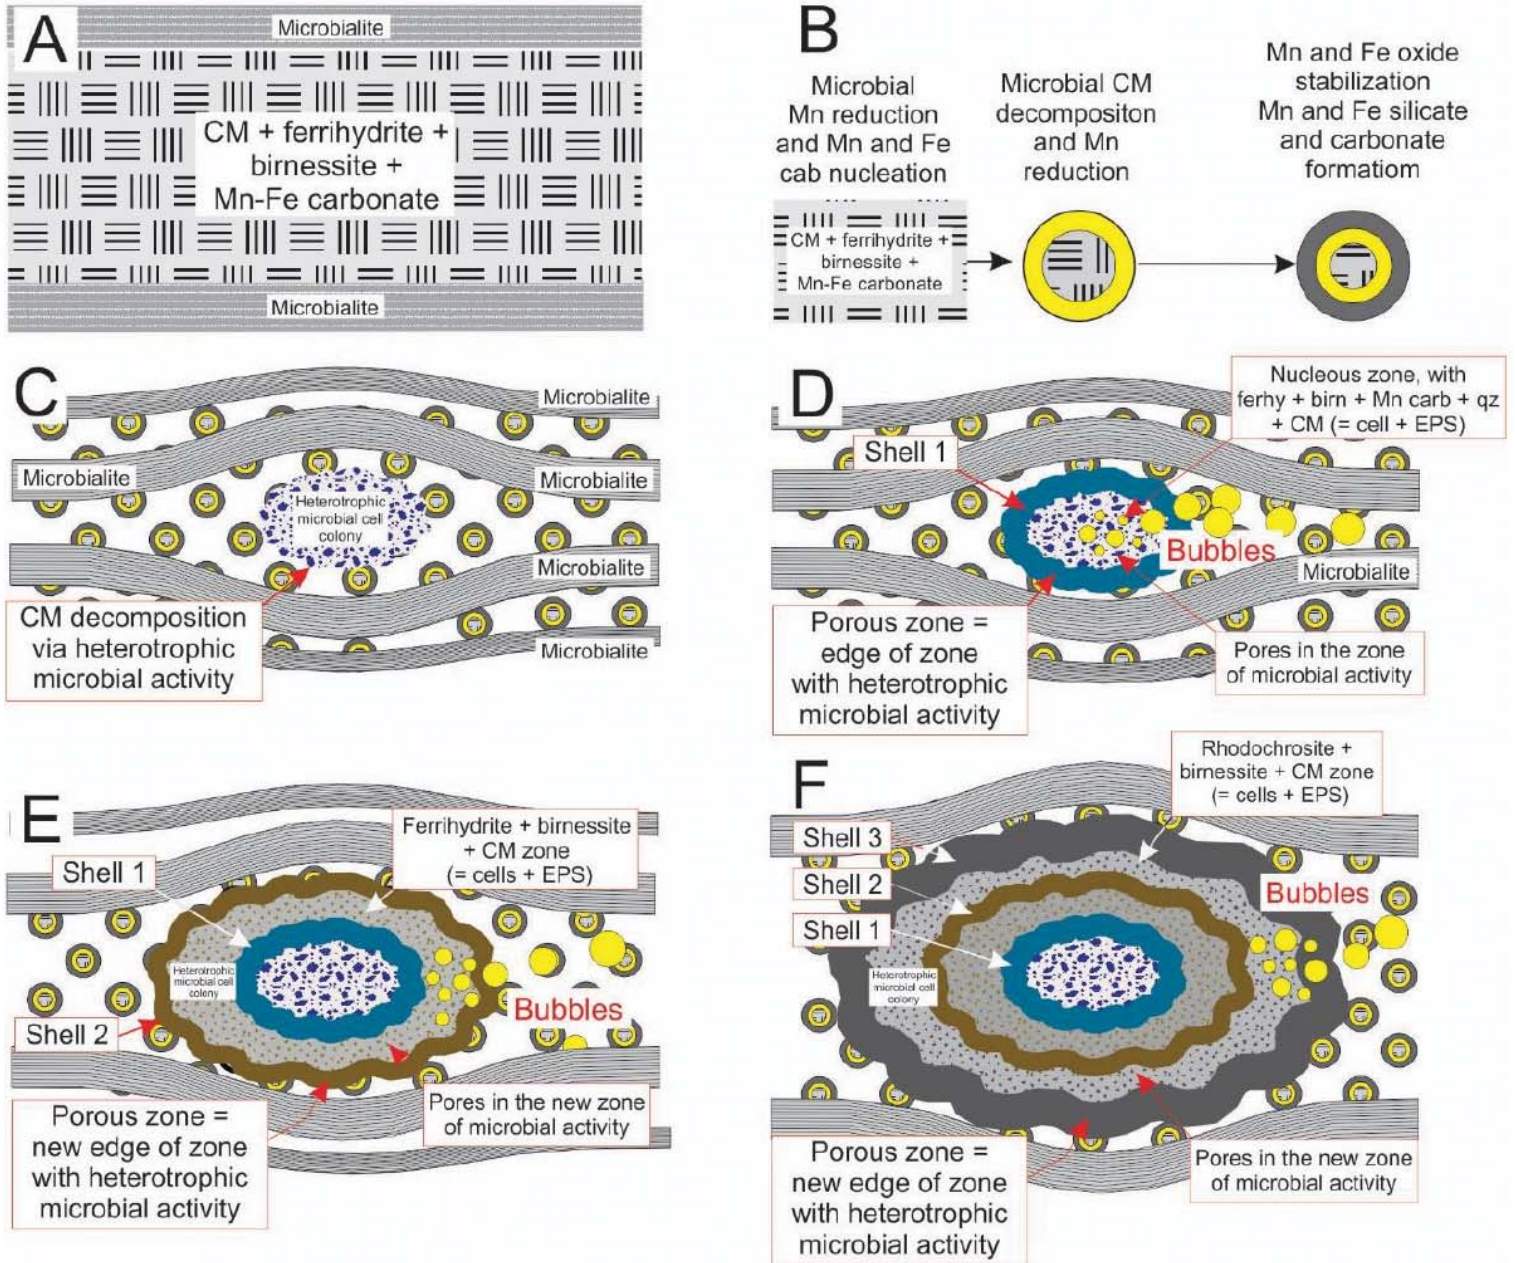 A
Microbialite
CM + ferrihydrite +
birnessite +
Mn-Fe carbonate
Microbialite
B
Microbial
Mn reduction
and Mn and Fe
cab nucleation
Microbial CM
decompositon
and Mn
reduction
Mn and Fe oxide
stabilization
Mn and Fe silicate
and carbonate
formatiom
CM + ferrihydrite +
birnessite +
Mn-Fe carbonate
C
Microbialite
Microbialite
Microbialite
Heterotrophic
microbial cell
colony
Microbialite
CM decomposition
via heterotrophic
microbial activity
Microbialite
D
Nucleous zone, with
ferhy + birn + Mn carb + qz
+ CM (= cell + EPS)
Shell 1
Bubbles
Microbialite
Porous zone =
edge of zone
with heterotrophic
microbial activity
Pores in the zone
of microbial activity
E
Ferrihydrite + birnessite
+ CM zone
(= cells + EPS)
Shell 1
Heterotrophic
microbial cell
colony
Bubbles
Shell 2
Porous zone =
new edge of zone
with heterotrophic
microbial activity
Pores in the new zone
of microbial activity
F
Rhodochrosite +
birnessite + CM zone
(= cells + EPS)
Shell 3
Shell 2
Shell 1
Bubbles
Heterotrophic
microbial cell
colony
Porous zone =
new edge of zone
with heterotrophic
microbial activity
Pores in the new zone
of microbial activity